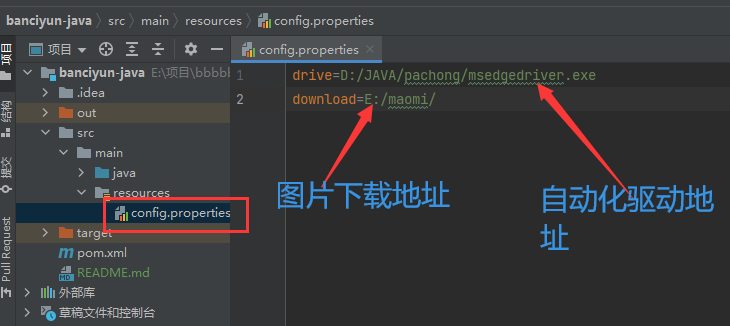 banciyun-java > src > main > resources > config.properties
项目
config.properties ×
banciyun-java E:\项目\bbbbb
.idea
out
src
main
java
resources
config.properties
target
pom.xml
README.md
外部库
草稿文件和控制台
1 drive=D:/JAVA/pachong/msedgedriver.exe
2 download=E:/maomi/
图片下载地址
自动化驱动地
址
项目
结构
提交
Pull Request